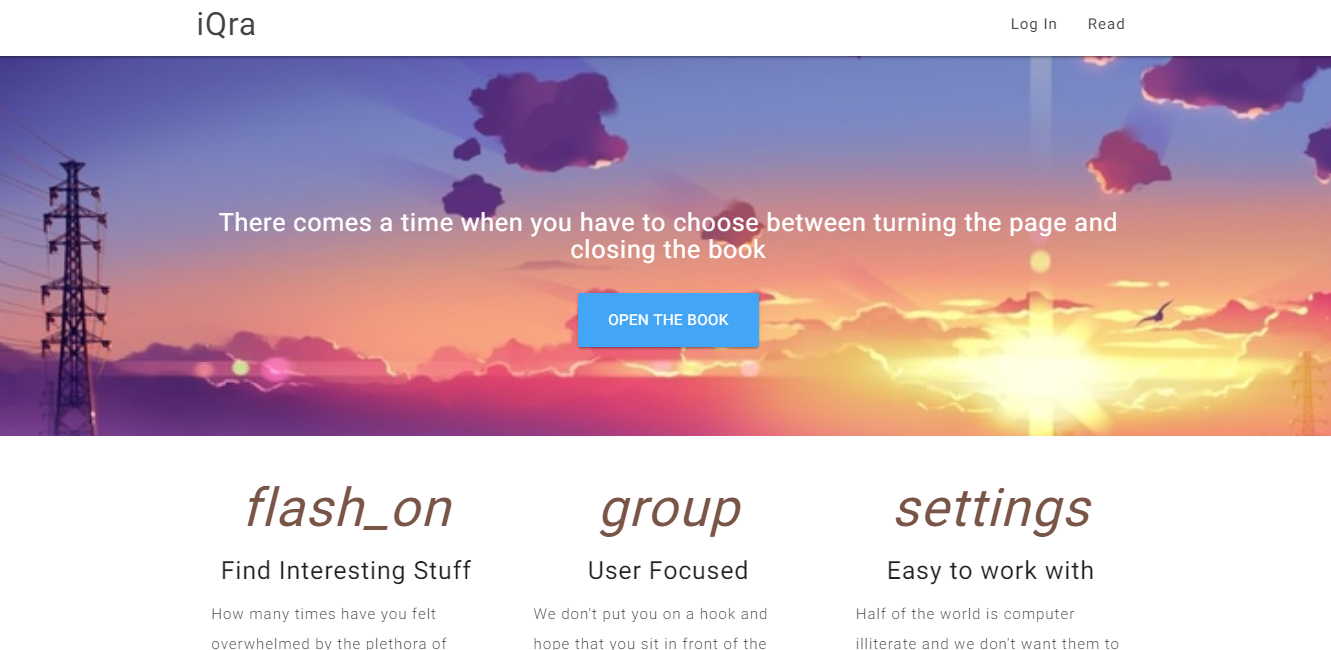 iQra
Log In
Read
There comes a time when you have to choose between turning the page and
closing the book
OPEN THE BOOK
flash_on
group
settings
Find Interesting Stuff
User Focused
Easy to work with
How many times have you felt
overwhelmed by the plethora of
We don't put you on a hook and
hope that you sit in front of the
Half of the world is computer
illiterate and we don't want them to